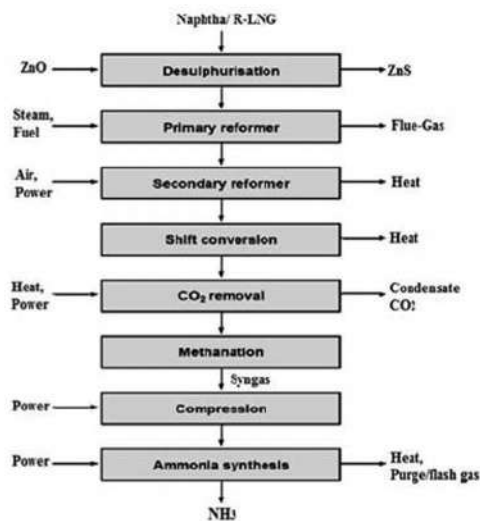 Naphtha/ R-LNG
ZnO
Desulphurisation
ZnS
Steam,
Fuel
Primary reformer
Flue-Gas
Air,
Power
Secondary reformer
Heat
Shift conversion
Heat
Heat,
Power
CO₂ removal
Condensate
CO2
Methanation
Syngas
Power
Compression
Power
Ammonia synthesis
Heat,
Purge/flash gas
NH3